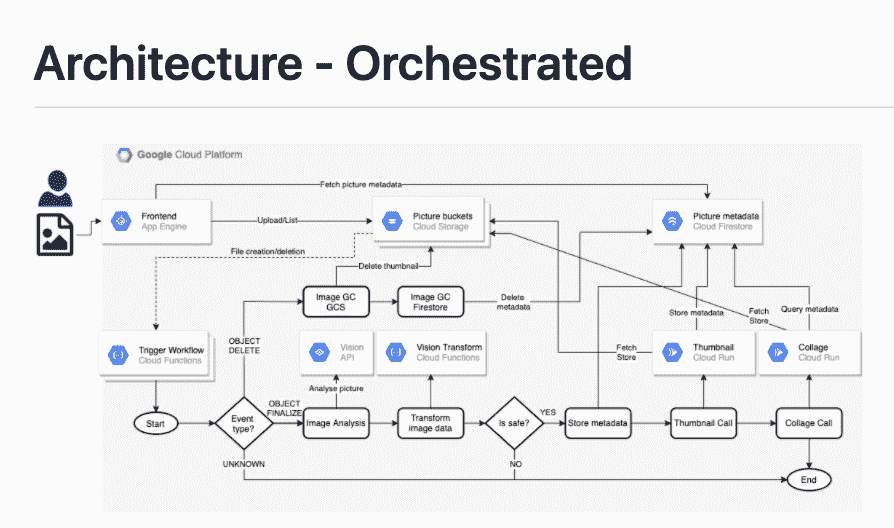 Architecture - Orchestrated
Google Cloud Platform
Fetch picture metadata
Frontend
App Engine
Upload/List
Picture buckets
Cloud Storage
Picture metadata
Cloud Firestore
File creation/deletion
Delete thumbnail
Image GC
GCS
Image GC
Firestore
Delete
metadata
Store metadata
Fetch
Store
Query metadata
OBJECT
DELETE
Trigger Workflow
Cloud Functions
Vision
API
Vision Transform
Cloud Functions
Fetch
Store
Thumbnail
Cloud Run
Collage
Cloud Run
Analyse picture
Start
Event
type?
OBJECT
FINALIZE
Image Analysis
Transform
image data
Is safe?
YES
Store metadata
Thumbnail Call
Collage Call
UNKNOWN
NO
End